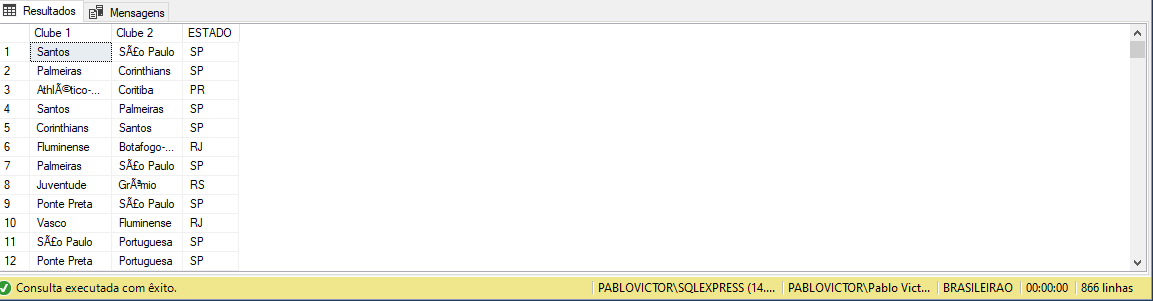 Resultados Mensagens
Clube 1 Clube 2 ESTADO
1 Santos SÃ£o Paulo SP
2 Palmeiras Corinthians SP
3 AthlÃ©tico-... Coritiba PR
4 Santos Palmeiras SP
5 Corinthians Santos SP
6 Fluminense Botafogo-... RJ
7 Palmeiras SÃ£o Paulo SP
8 Juventude GrÃªmio RS
9 Ponte Preta SÃ£o Paulo SP
10 Vasco Fluminense RJ
11 SÃ£o Paulo Portuguesa SP
12 Ponte Preta Portuguesa SP
Consulta executada com êxito. PABLOVICTOR\SQLEXPRESS (14.... PABLOVICTOR\Pablo Vict... BRASILEIRAO 00:00:00 866 linhas